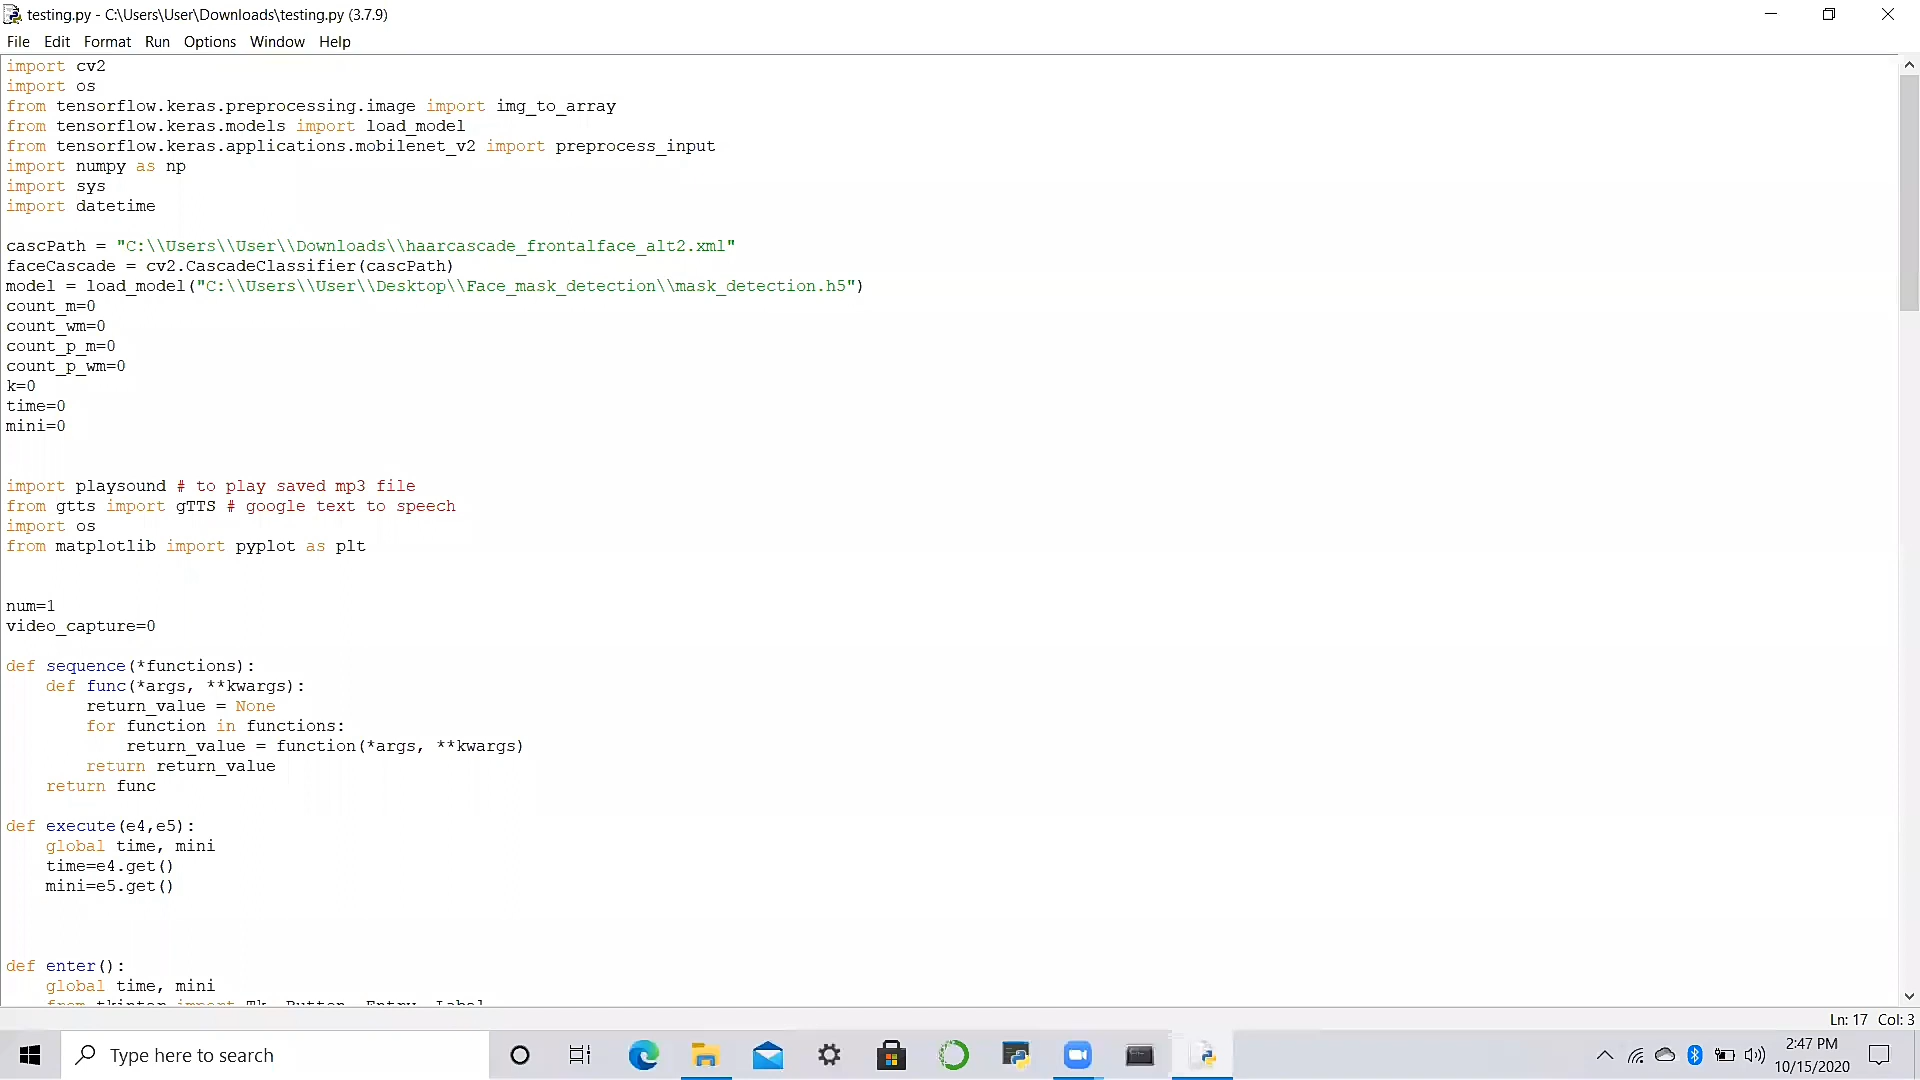 testing.py - C:\Users\User\Downloads\testing.py (3.7.9)
File Edit Format Run Options Window Help
import cv2
import os
from tensorflow.keras.preprocessing.image import img_to_array
from tensorflow.keras.models import load_model
from tensorflow.keras.applications.mobilenet_v2 import preprocess_input
import numpy as np
import sys
import datetime

cascPath = "C:\\Users\\User\\Downloads\\haarcascade_frontalface_alt2.xml"
faceCascade = cv2.CascadeClassifier(cascPath)
model = load_model("C:\\Users\\User\\Desktop\\Face_mask_detection\\mask_detection.h5")
count_m=0
count_wm=0
count_p_m=0
count_p_wm=0
k=0
time=0
mini=0

import playsound # to play saved mp3 file
from gtts import gTTS # google text to speech
import os
from matplotlib import pyplot as plt

num=1
video_capture=0

def sequence(*functions):
    def func(*args, **kwargs):
        return_value = None
        for function in functions:
            return_value = function(*args, **kwargs)
        return return_value
    return func

def execute(e4,e5):
    global time, mini
    time=e4.get()
    mini=e5.get()

def enter():
    global time, mini
    from tkinter import Tk, Button, Entry, Label
Ln: 17 Col: 3
Type here to search
2:47 PM
10/15/2020